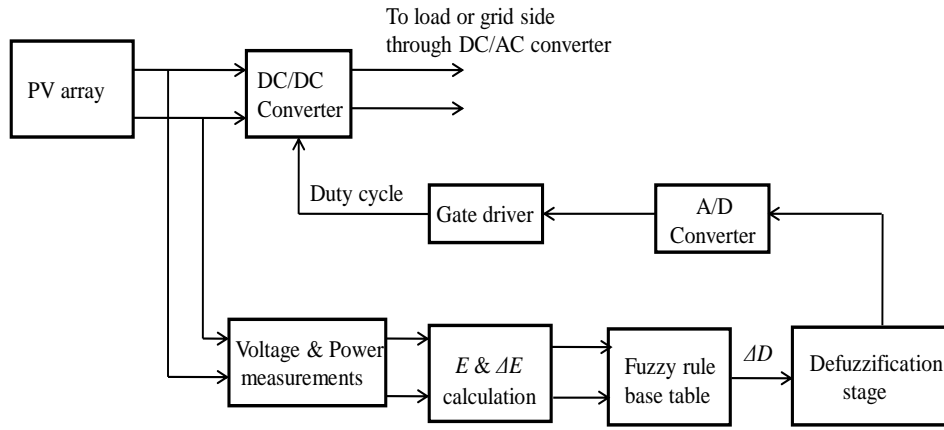 To load or grid side
through DC/AC converter
PV array
DC/DC
Converter
Duty cycle
Gate driver
A/D
Converter
Voltage & Power
measurements
E & ΔE
calculation
Fuzzy rule
base table
ΔD
Defuzzification
stage